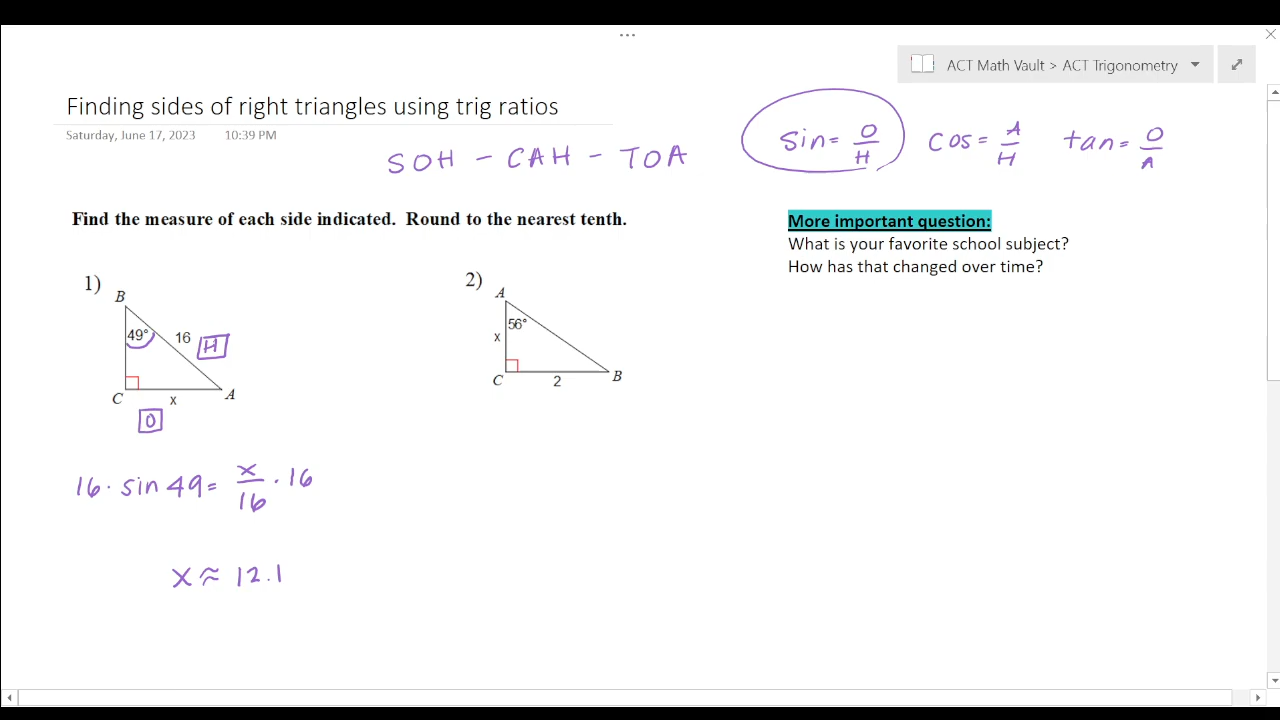 ...
ACT Math Vault > ACT Trigonometry
Finding sides of right triangles using trig ratios
Saturday, June 17, 2023 10:39 PM
SOH - CAH - TOA
sin = O/H cos = A/H tan = O/A
Find the measure of each side indicated. Round to the nearest tenth.
More important question:
What is your favorite school subject?
How has that changed over time?
1)
B
49°
16
H
C
x
A
O
16 · sin 49 = x/16 · 16
x ≈ 12.1
2)
A
56°
x
C
2
B